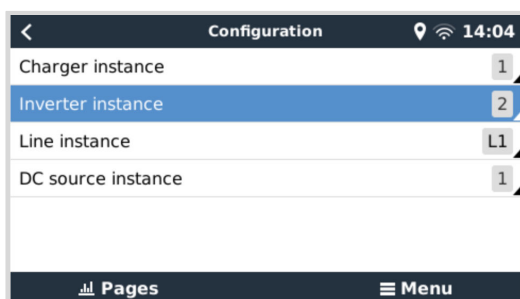 Configuration 14:04
Charger instance 1
Inverter instance 2
Line instance L1
DC source instance 1
Pages Menu